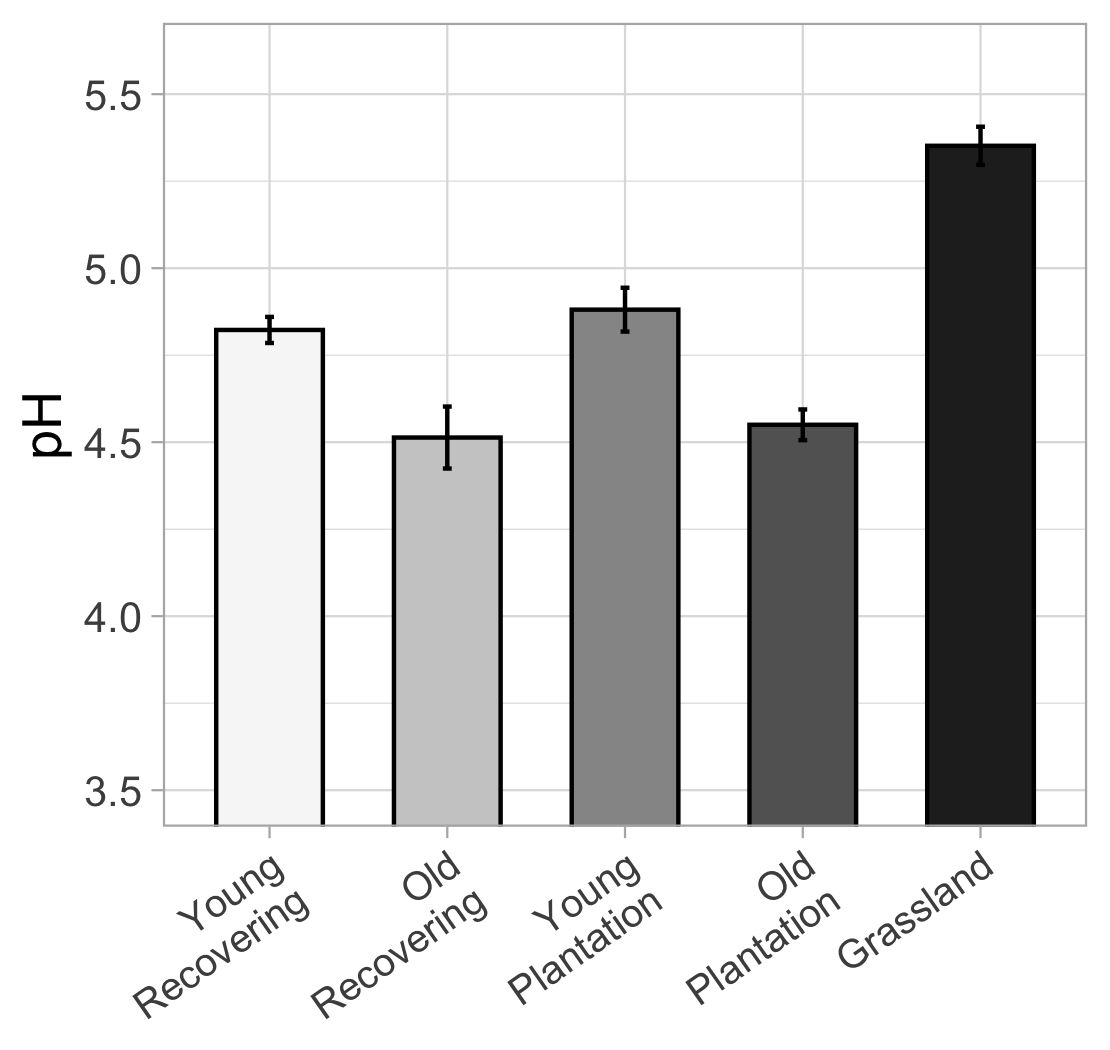 pH
5.5
5.0
4.5
4.0
3.5
Young
Recovering
Old
Recovering
Young
Plantation
Old
Plantation
Grassland